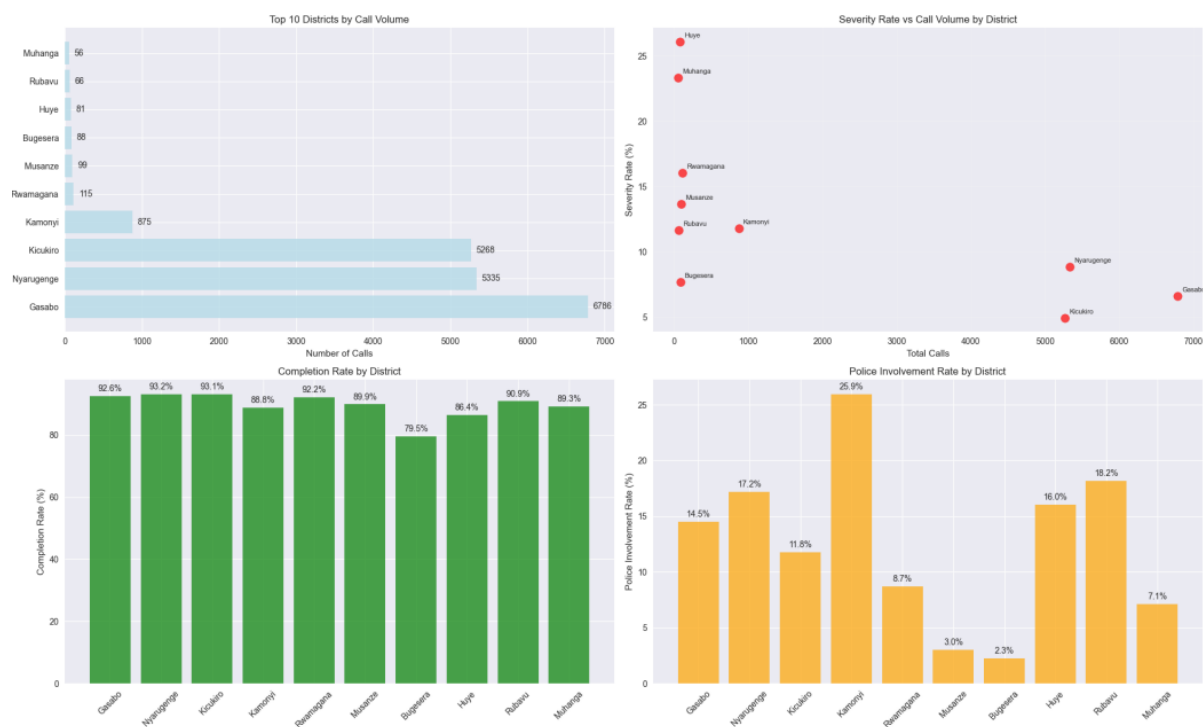 Top 10 Districts by Call Volume
Muhanga 56
Rubavu 66
Huye 81
Bugesera 88
Musanze 99
Rwamagana 115
Kamonyi 875
Kicukiro 5268
Nyarugenge 5335
Gasabo 6786
0 1000 2000 3000 4000 5000 6000 7000
Number of Calls
Severity Rate vs Call Volume by District
Severity Rate (%)
25
20
15
10
5
Huye
Muhanga
Rwamagana
Musanze
Rubavu
Kamonyi
Bugesera
Nyarugenge
Gasabo
Kicukiro
0 1000 2000 3000 4000 5000 6000 7000
Total Calls
Completion Rate by District
Completion Rate (%)
80
60
40
20
0
92.6% 93.2% 93.1% 88.8% 92.2% 89.9% 79.5% 86.4% 90.9% 89.3%
Gasabo Nyarugenge Kicukiro Kamonyi Rwamagana Musanze Bugesera Huye Rubavu Muhanga
Police Involvement Rate by District
Police Involvement Rate (%)
25
20
15
10
5
0
14.5% 17.2% 11.8% 25.9% 8.7% 3.0% 2.3% 16.0% 18.2% 7.1%
Gasabo Nyarugenge Kicukiro Kamonyi Rwamagana Musanze Bugesera Huye Rubavu Muhanga